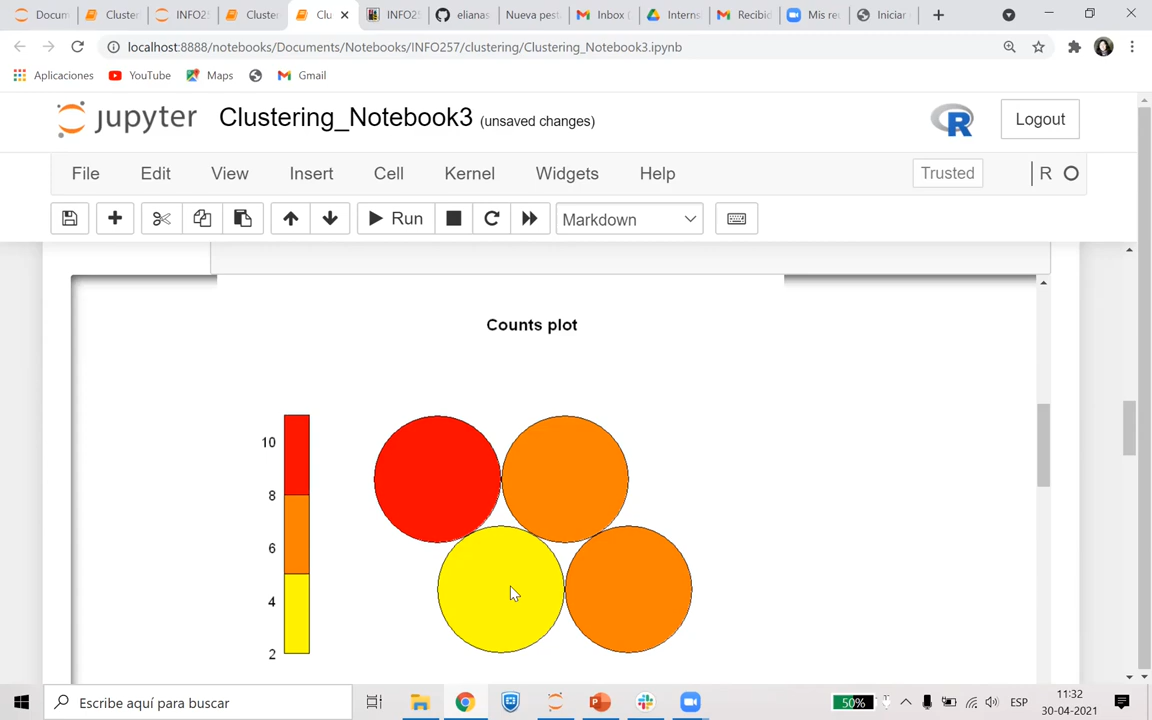 Docum
Cluster
INFO25
Cluster
Clu
INFO25
elianas
Nueva pest
Inbox (
Interns
Recibid
Mis rec
Iniciar
localhost:8888/notebooks/Documents/Notebooks/INFO257/clustering/Clustering_Notebook3.ipynb
Aplicaciones YouTube Maps Gmail
jupyter Clustering_Notebook3 (unsaved changes)
R
Logout
File Edit View Insert Cell Kernel Widgets Help
Trusted
R
Run
Markdown
Counts plot
10
8
6
4
2
Escribe aquí para buscar
50%
ESP
11:32
30-04-2021